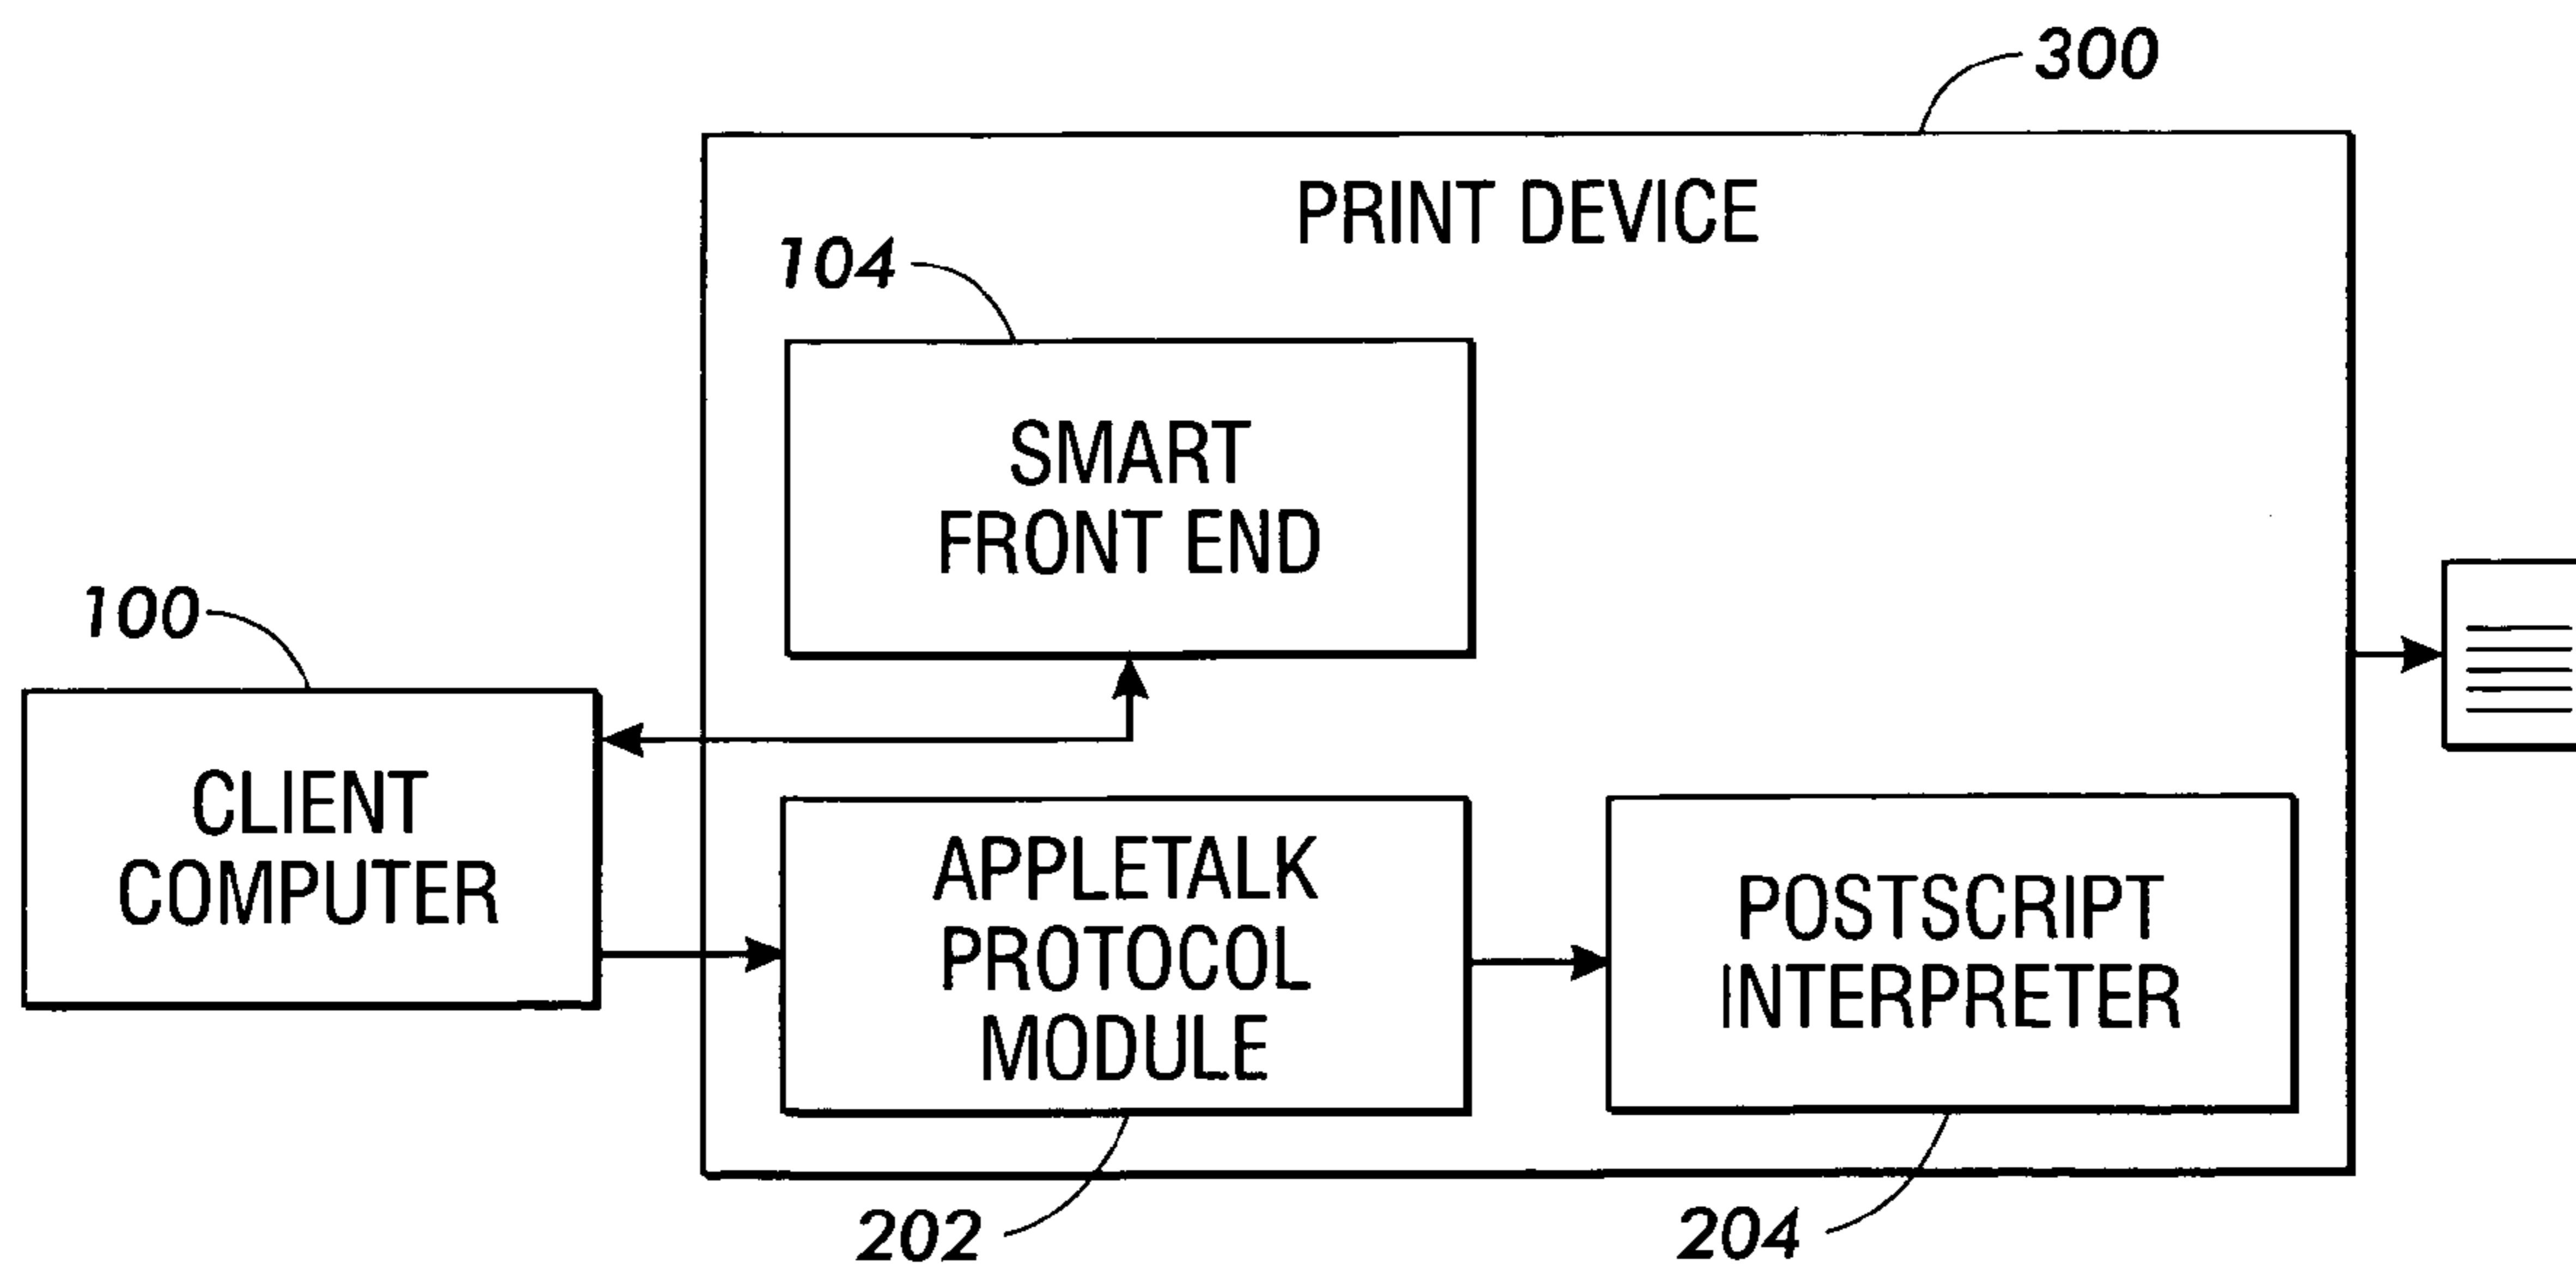 300
PRINT DEVICE
104
SMART
FRONT END
100
CLIENT
COMPUTER
APPLETALK
PROTOCOL
MODULE
POSTSCRIPT
INTERPRETER
202
204